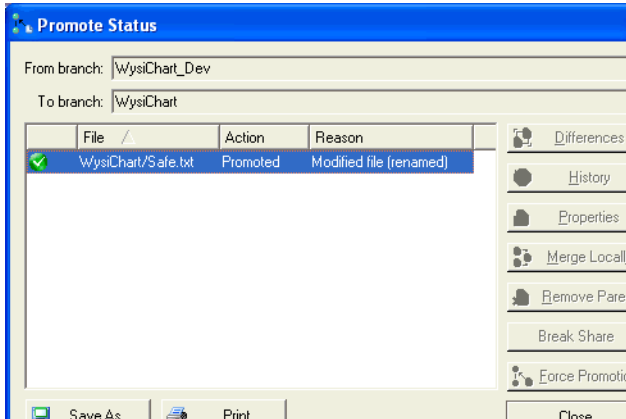 Promote Status
From branch: WysiChart_Dev
To branch: WysiChart
File Action Reason
WysiChart/Safe.txt Promoted Modified file (renamed)
Differences
History
Properties
Merge Locall
Remove Pare
Break Share
Force Promotio
Save As... Print...
Close